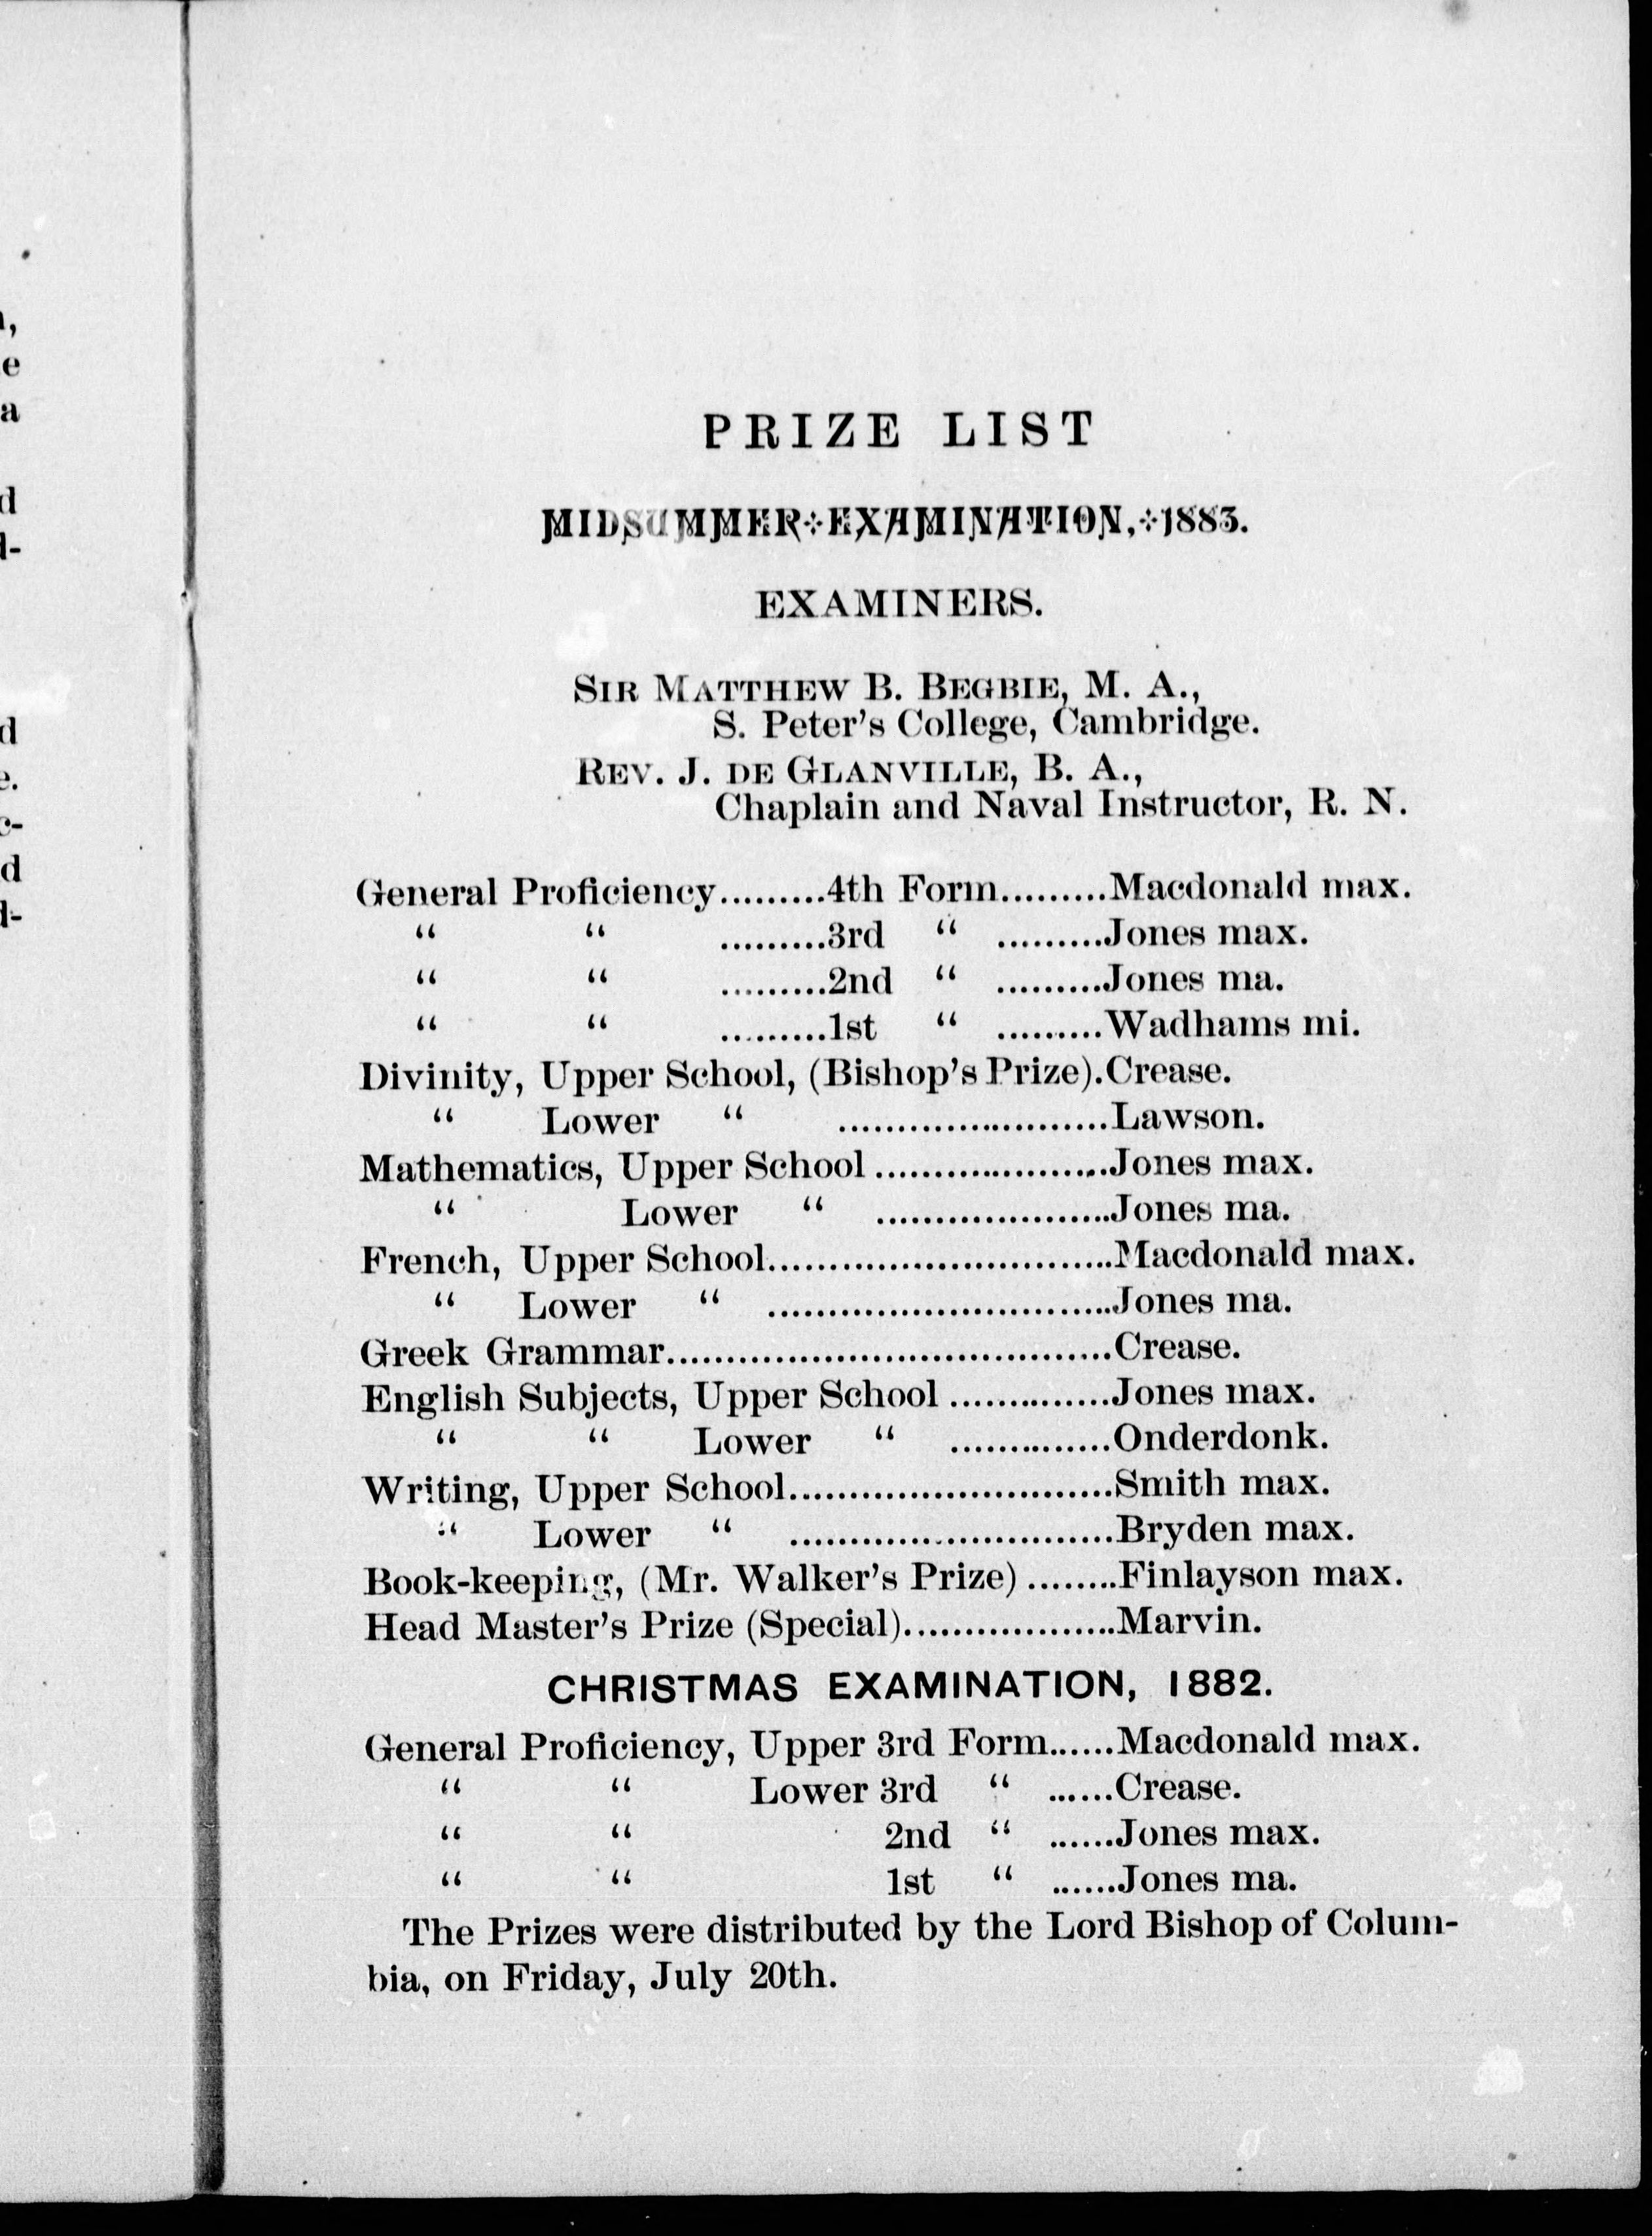 PRIZE LIST
MIDSUMMER EXAMINATION, 1883.
EXAMINERS.
SIR MATTHEW B. BEGBIE, M. A.,
S. Peter's College, Cambridge.
REV. J. DE GLANVILLE, B. A.,
Chaplain and Naval Instructor, R. N.
General Proficiency.........4th Form.........Macdonald max.
“ “ .........3rd “ .........Jones max.
“ “ .........2nd “ .........Jones ma.
“ “ .........1st “ .........Wadhams mi.
Divinity, Upper School, (Bishop's Prize).Crease.
“ Lower “ .......................Lawson.
Mathematics, Upper School....................Jones max.
“ Lower “ ....................Jones ma.
French, Upper School.............................Macdonald max.
“ Lower “ .............................Jones ma.
Greek Grammar......................................Crease.
English Subjects, Upper School ..............Jones max.
“ “ Lower “ ..............Onderdonk.
Writing, Upper School...........................Smith max.
“ Lower “ ...........................Bryden max.
Book-keeping, (Mr. Walker's Prize) ........Finlayson max.
Head Master's Prize (Special)..................Marvin.
CHRISTMAS EXAMINATION, 1882.
General Proficiency, Upper 3rd Form......Macdonald max.
“ “ Lower 3rd “ ......Crease.
“ “ 2nd “ ......Jones max.
“ “ 1st “ ......Jones ma.
The Prizes were distributed by the Lord Bishop of Colum-
bia, on Friday, July 20th.